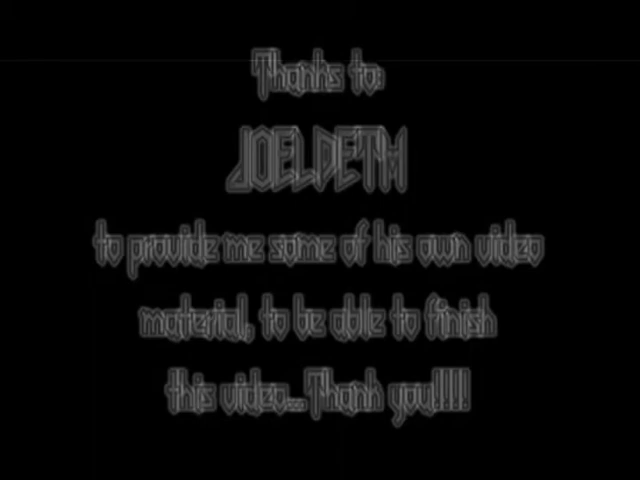 Thanks to:
JOELDETH
to provide me some of his own video
material, to be able to finish
this video...Thank you!!!!